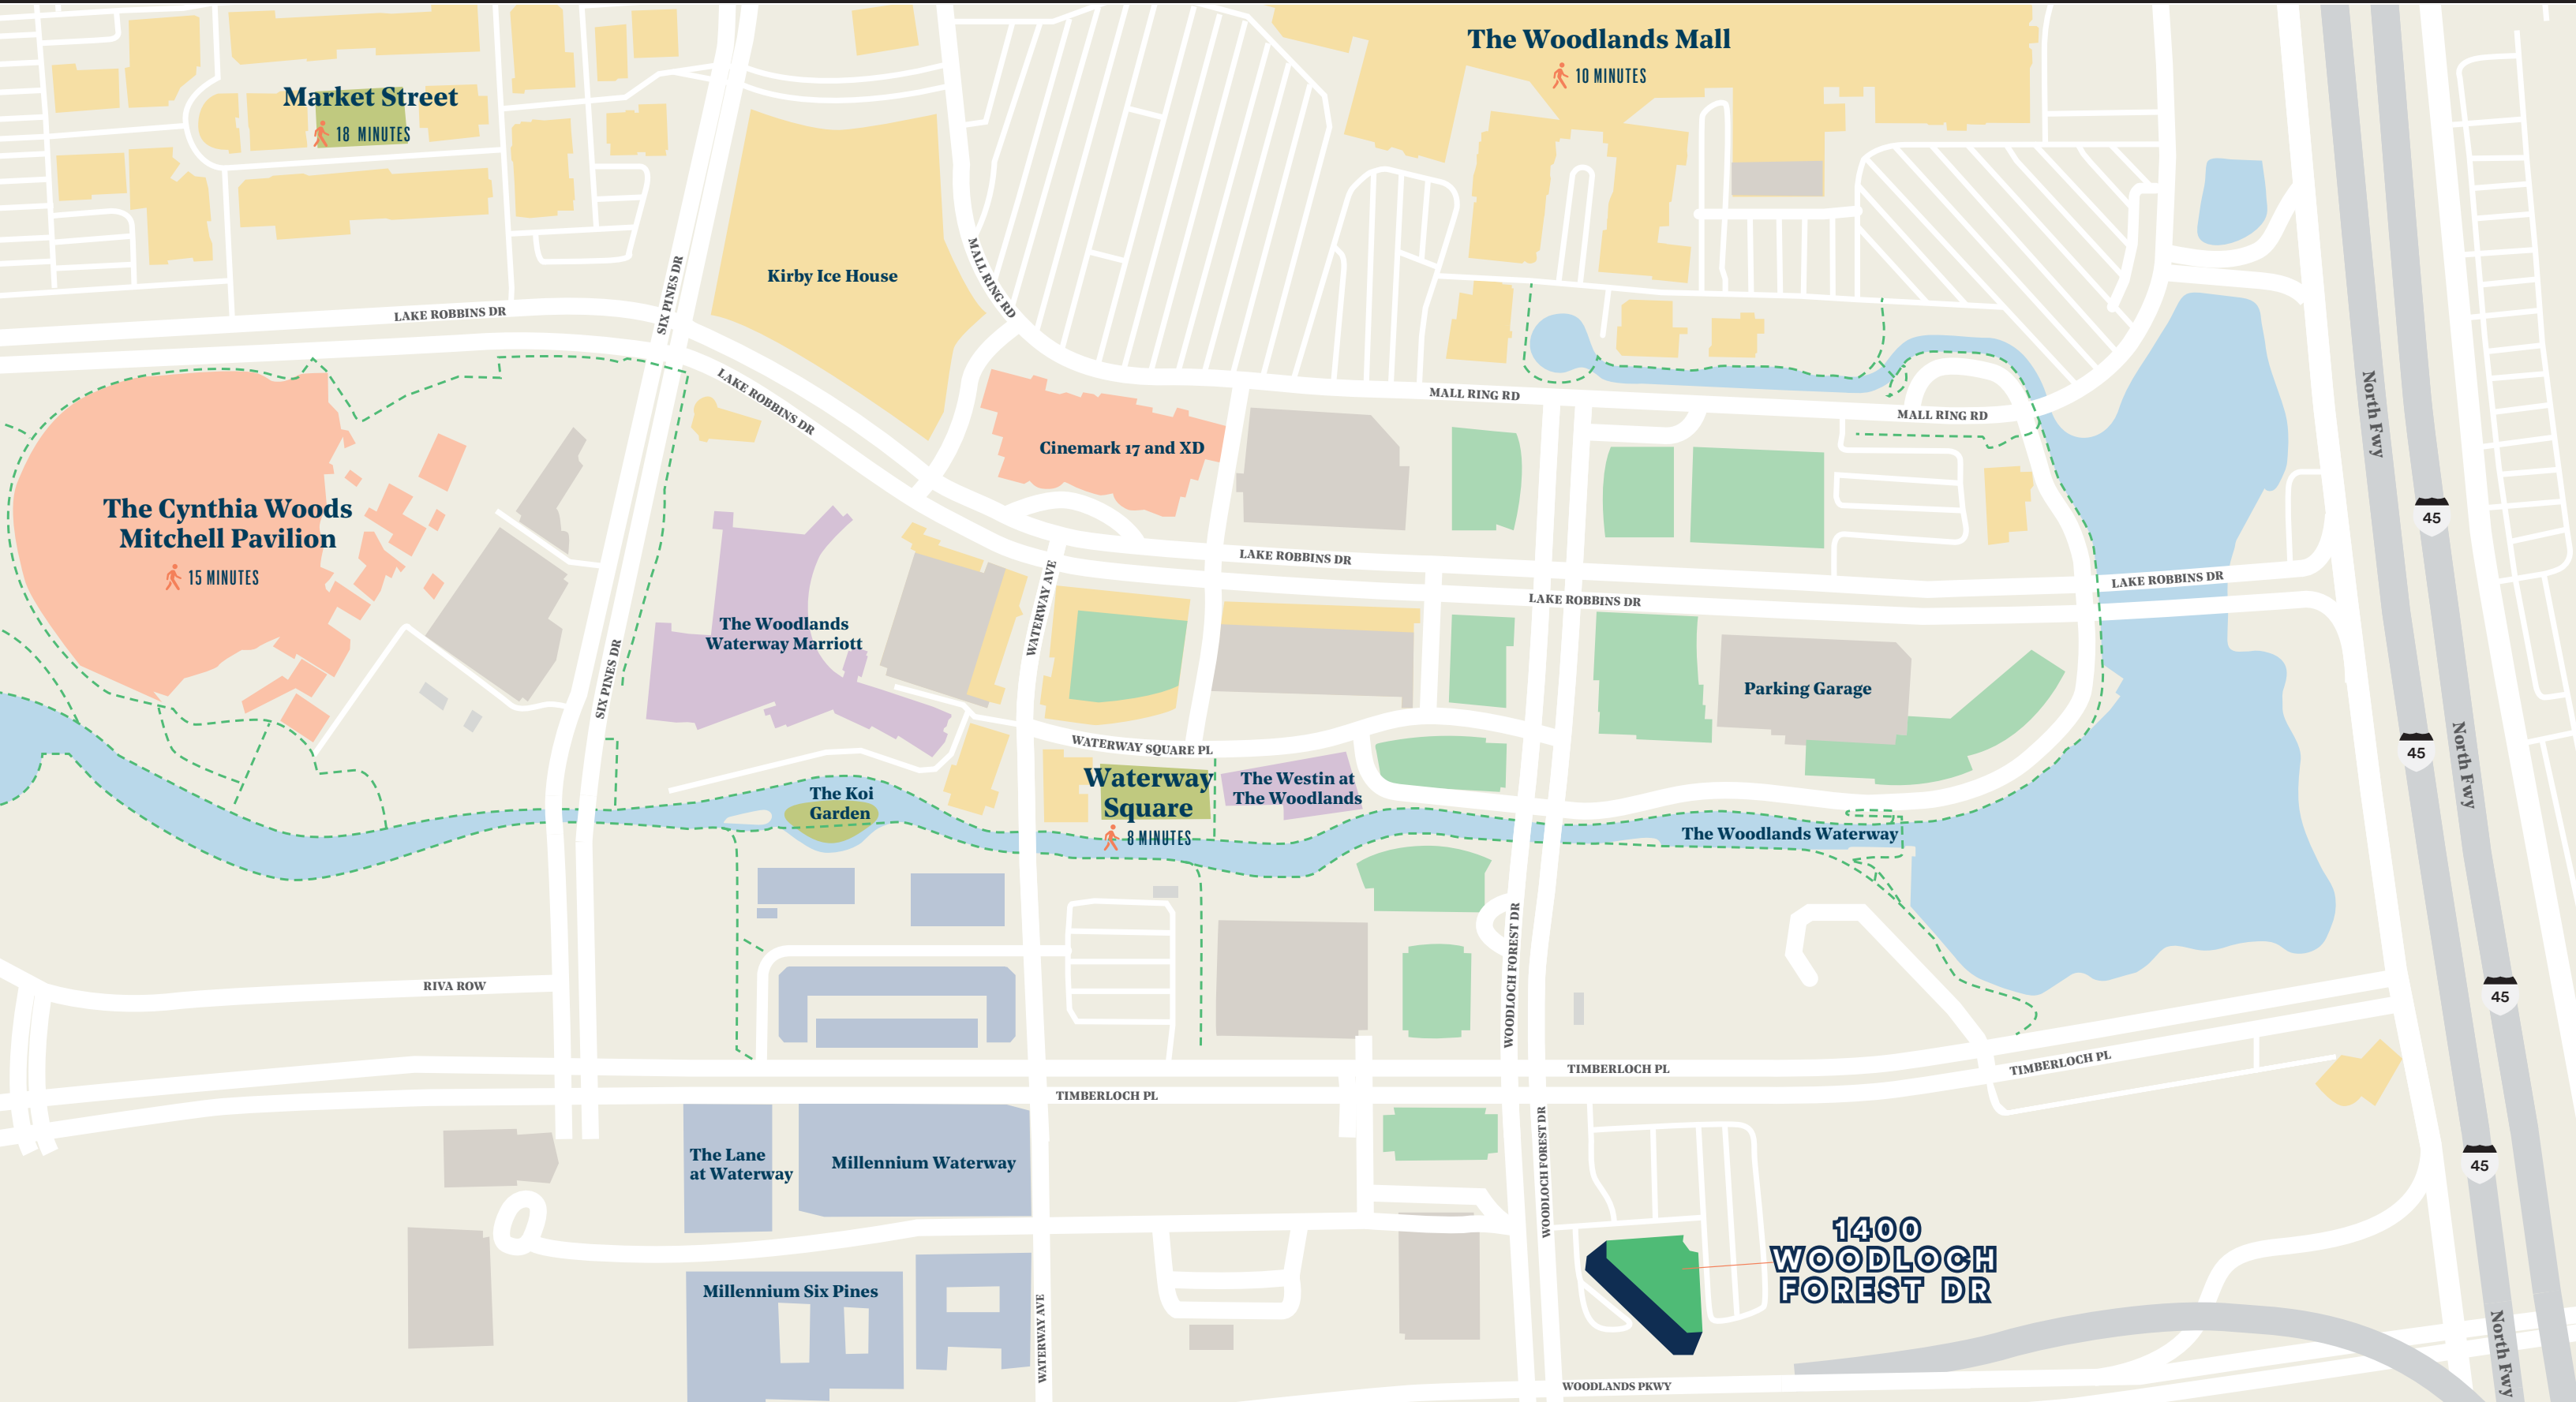 The Woodlands Mall
10 MINUTES
Market Street
18 MINUTES
Kirby Ice House
MALL RING RD
SIX PINES DR
LAKE ROBBINS DR
LAKE ROBBINS DR
MALL RING RD
MALL RING RD
North Fwy
Cinemark 17 and XD
The Cynthia Woods
Mitchell Pavilion
15 MINUTES
45
LAKE ROBBINS DR
LAKE ROBBINS DR
LAKE ROBBINS DR
WATERWAY AVE
The Woodlands
Waterway Marriott
SIX PINES DR
Parking Garage
WATERWAY SQUARE PL
45
North Fwy
Waterway
Square
8 MINUTES
The Westin at
The Woodlands
The Koi
Garden
The Woodlands Waterway
WOODLOCH FOREST DR
RIVA ROW
45
TIMBERLOCH PL
TIMBERLOCH PL
TIMBERLOCH PL
The Lane
at Waterway
Millennium Waterway
WOODLOCH FOREST DR
45
1400
WOODLOCH
FOREST DR
Millennium Six Pines
WATERWAY AVE
North Fwy
WOODLANDS PKWY